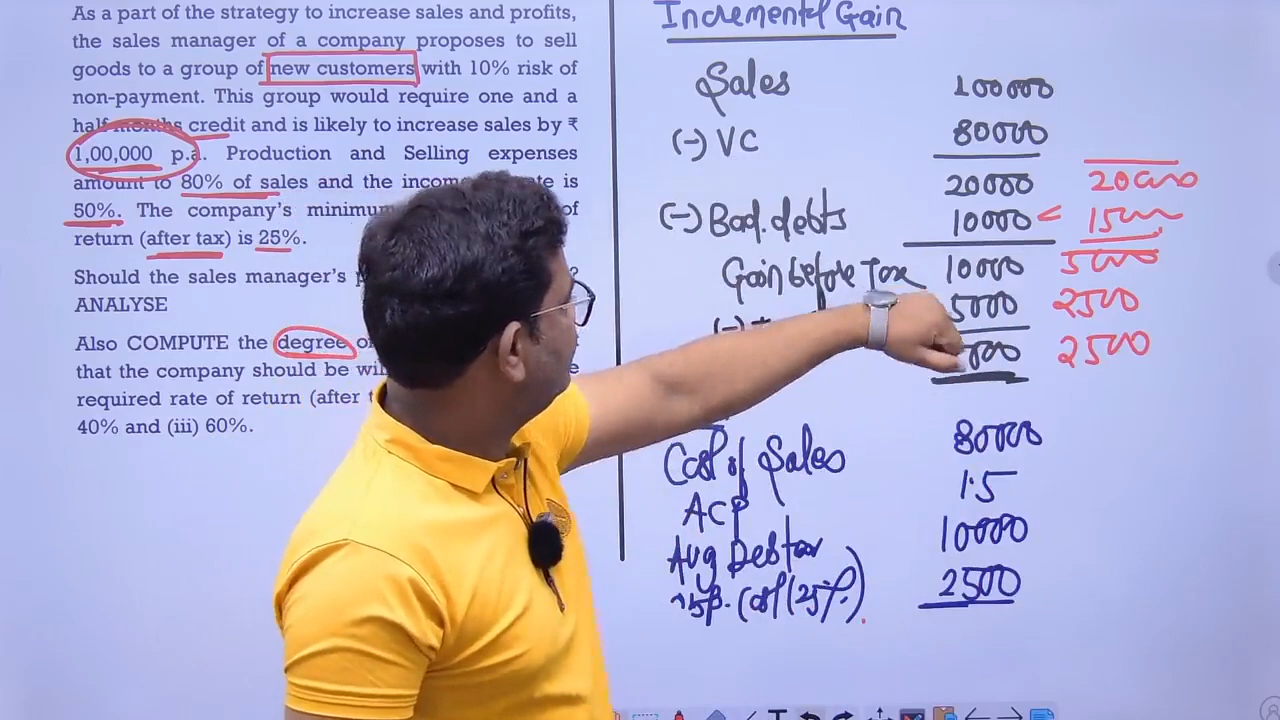 As a part of the strategy to increase sales and profits,
the sales manager of a company proposes to sell
goods to a group of new customers with 10% risk of
non-payment. This group would require one and a
half months credit and is likely to increase sales by ₹
1,00,000 p.a. Production and Selling expenses
amount to 80% of sales and the income is
50%. The company's minimum of
return (after tax) is 25%.
Should the sales manager's
ANALYSE
Also COMPUTE the degree
that the company should be
required rate of return (after
40% and (iii) 60%.
Incremental Gain
Sales 100000
(-) VC 80000
20000 20000
(-) Bad debts 10000 15000
Gain before Tax 10000 5000
(-) 5000 2500
2500
Cost of Sales 80000
ACP 1.5
Avg Debtor 10000
Cost (25%) 2500